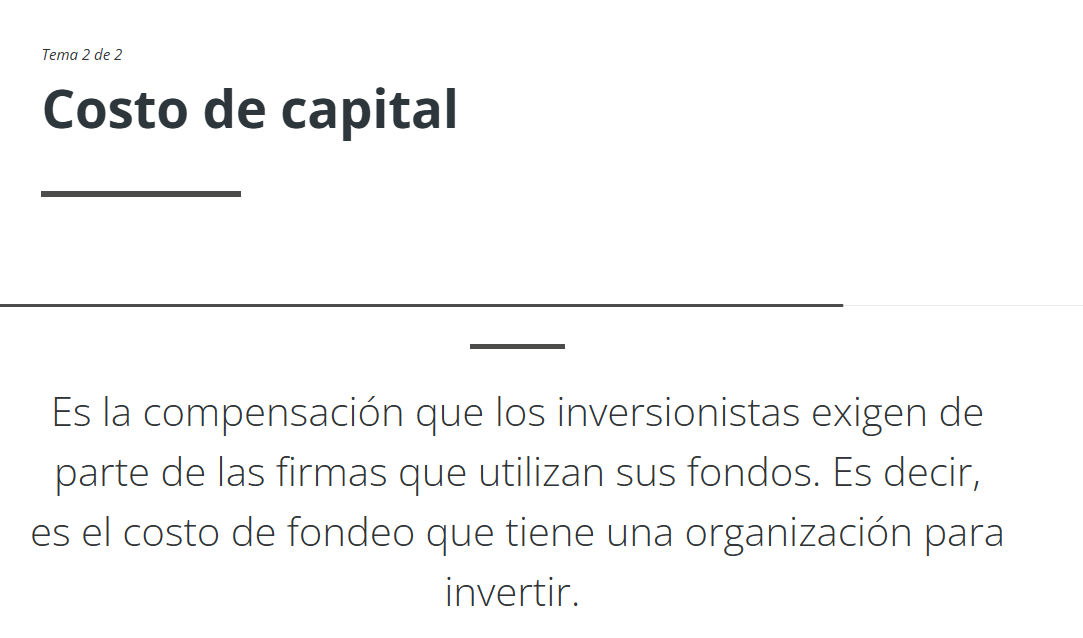 Tema 2 de 2
Costo de capital
Es la compensación que los inversionistas exigen de
parte de las firmas que utilizan sus fondos. Es decir,
es el costo de fondeo que tiene una organización para
invertir.